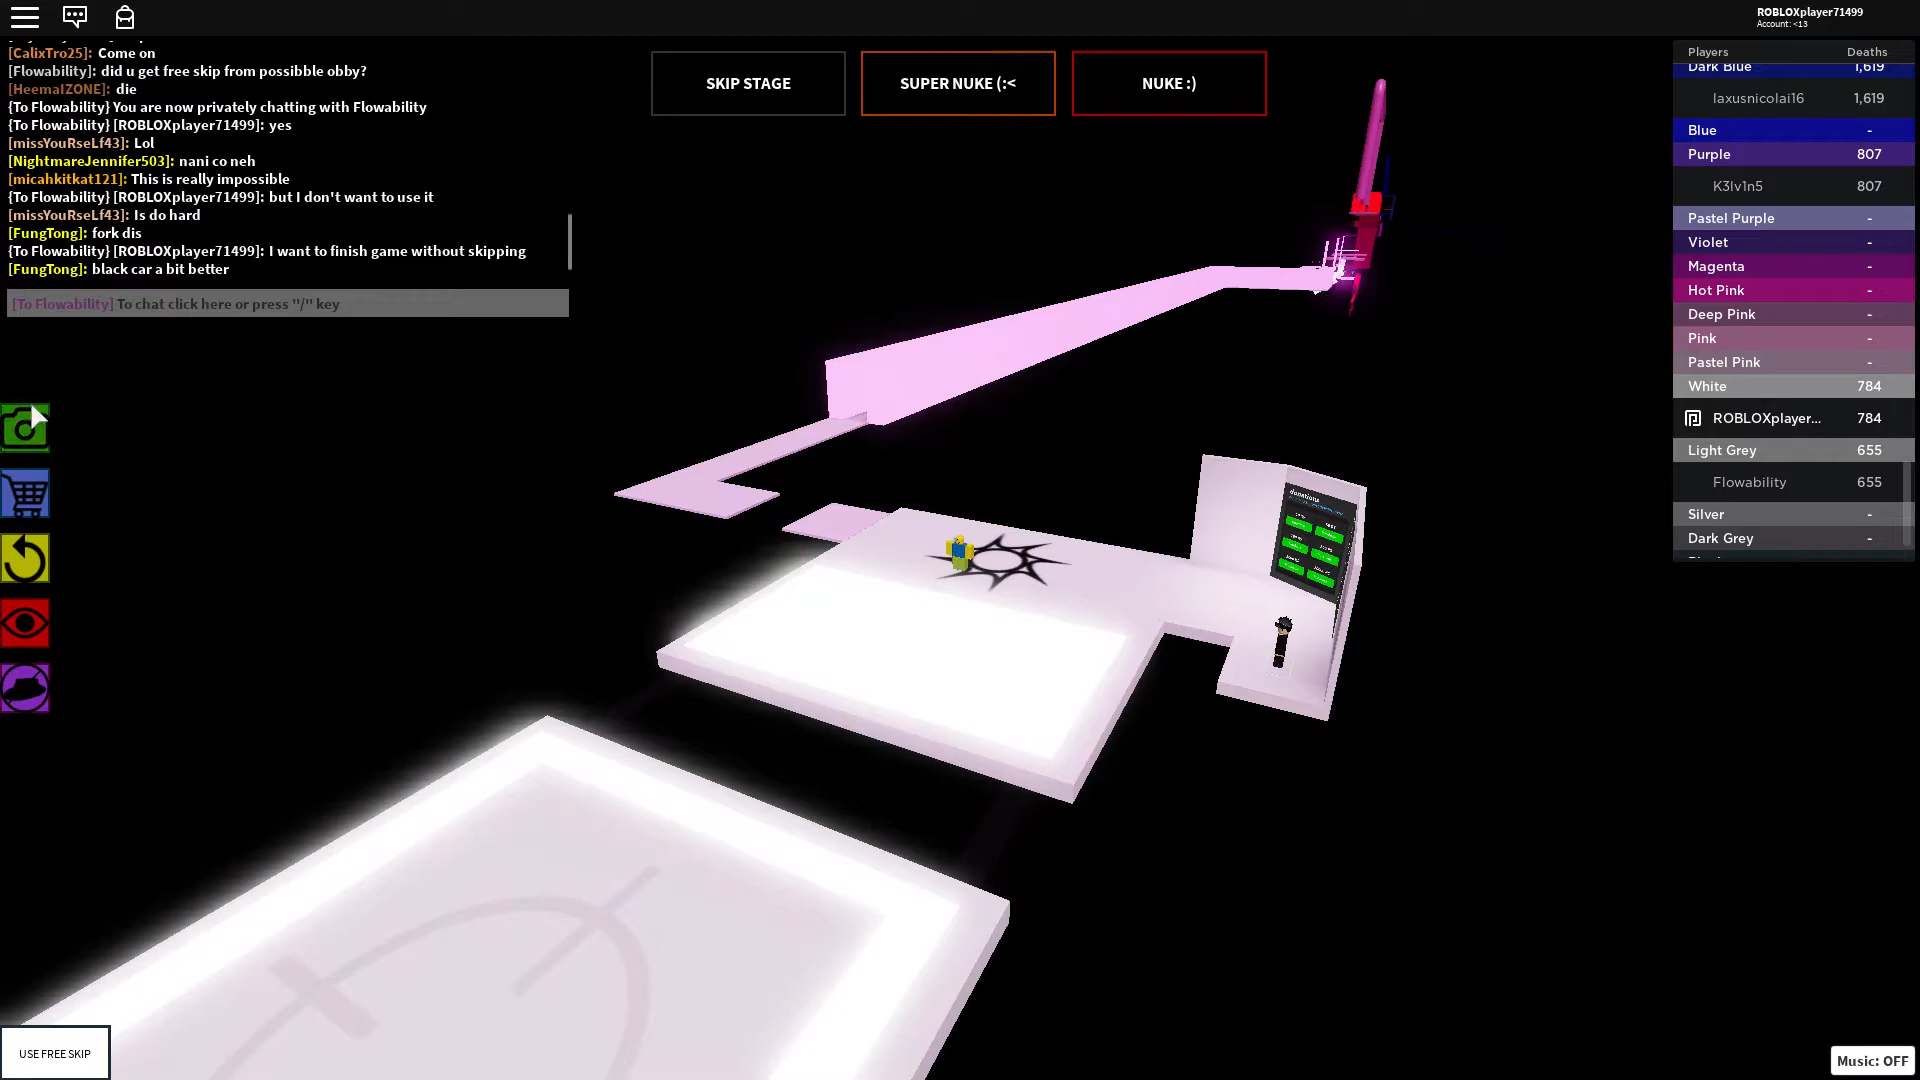 ROBLOXplayer71499
Account: <13
[CalixTro25]: Come on
[Flowability]: did u get free skip from possibble obby?
[HeemaIZONE]: die
{To Flowability} You are now privately chatting with Flowability
{To Flowability} [ROBLOXplayer71499]: yes
[missYouRseLf43]: Lol
[NightmareJennifer503]: nani co neh
[micahkitkat121]: This is really impossible
{To Flowability} [ROBLOXplayer71499]: but I don't want to use it
[missYouRseLf43]: Is do hard
[FungTong]: fork dis
{To Flowability} [ROBLOXplayer71499]: I want to finish game without skipping
[FungTong]: black car a bit better
[To Flowability] To chat click here or press "/" key
SKIP STAGE
SUPER NUKE (:<
NUKE :)
Players Deaths
Dark Blue 1,619
laxusnicolai16 1,619
Blue -
Purple 807
K3lv1n5 807
Pastel Purple -
Violet -
Magenta -
Hot Pink -
Deep Pink -
Pink -
Pastel Pink -
White 784
ROBLOXplayer... 784
Light Grey 655
Flowability 655
Silver -
Dark Grey -
donations
USE FREE SKIP
Music: OFF